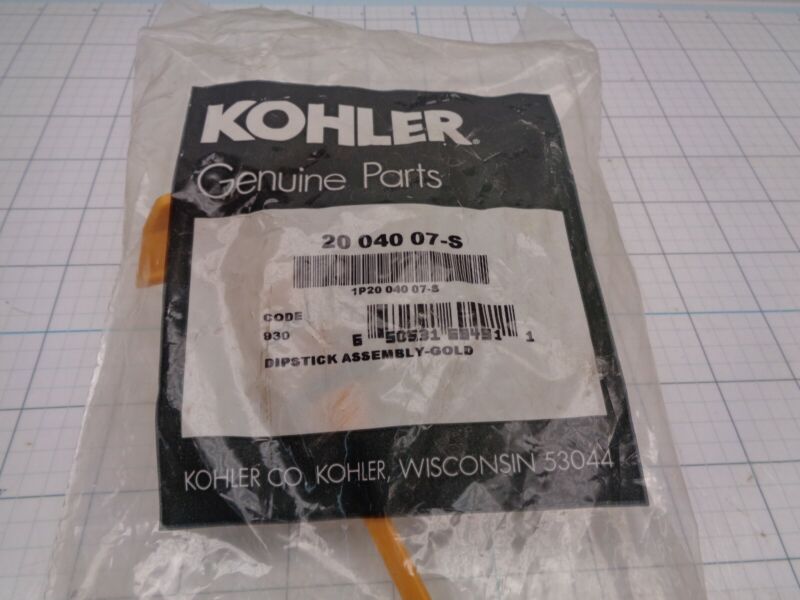 KOHLER®
Genuine Parts
20 040 07-S
1P20 040 07-S
CODE
930
DIPSTICK ASSEMBLY-GOLD
KOHLER CO. KOHLER, WISCONSIN 53044